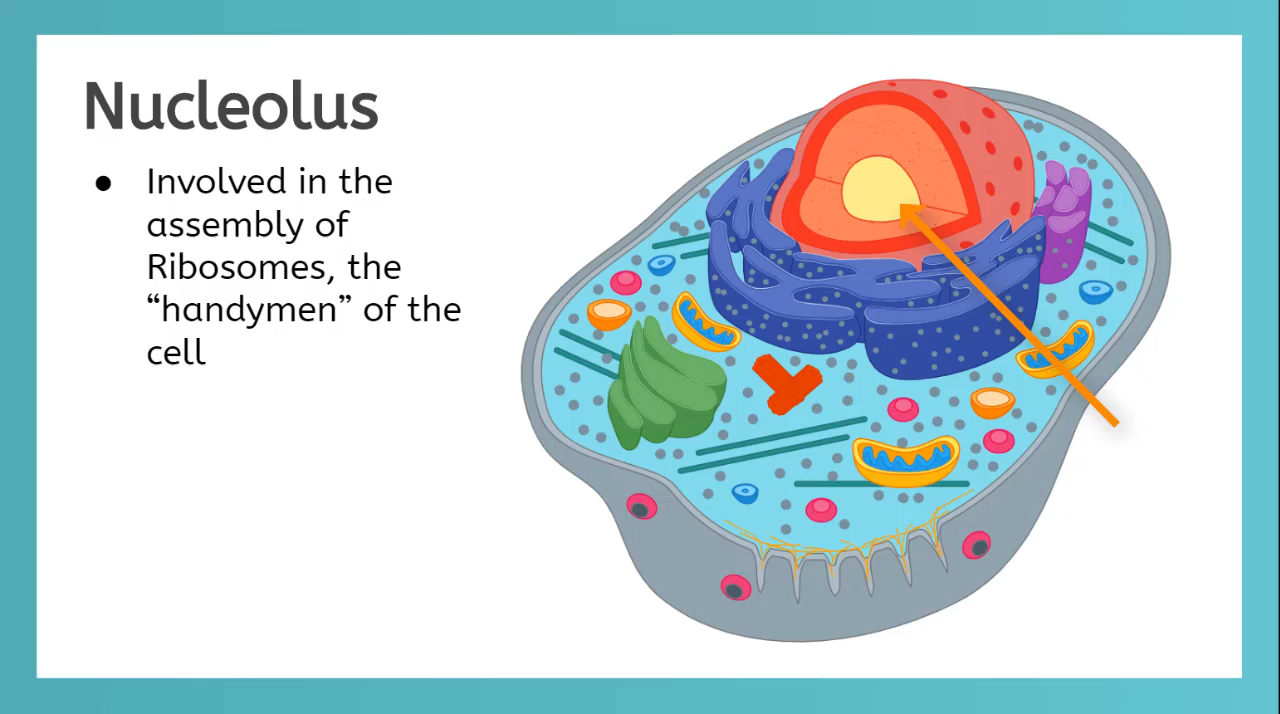 Nucleolus
● Involved in the
assembly of
Ribosomes, the
“handymen” of the
cell